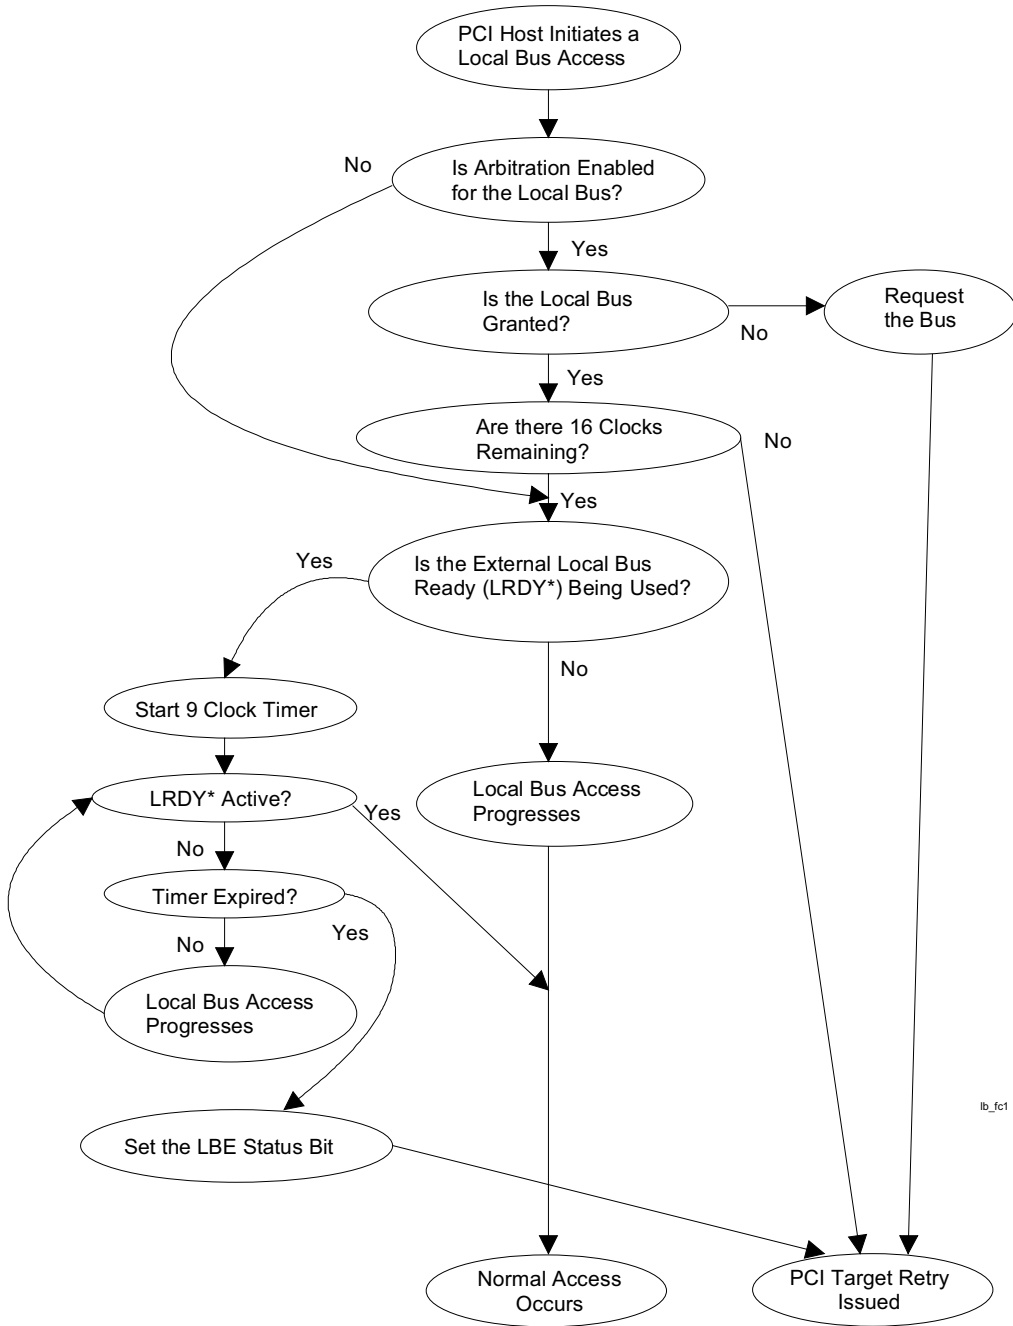 PCI Host Initiates a
Local Bus Access
No
Is Arbitration Enabled
for the Local Bus?
Yes
Is the Local Bus
Granted?
No
Request
the Bus
Yes
Are there 16 Clocks
Remaining?
No
Yes
Yes
Is the External Local Bus
Ready (LRDY*) Being Used?
No
Start 9 Clock Timer
LRDY* Active?
Yes
Local Bus Access
Progresses
No
Timer Expired?
Yes
No
Local Bus Access
Progresses
lb_fc1
Set the LBE Status Bit
Normal Access
Occurs
PCI Target Retry
Issued